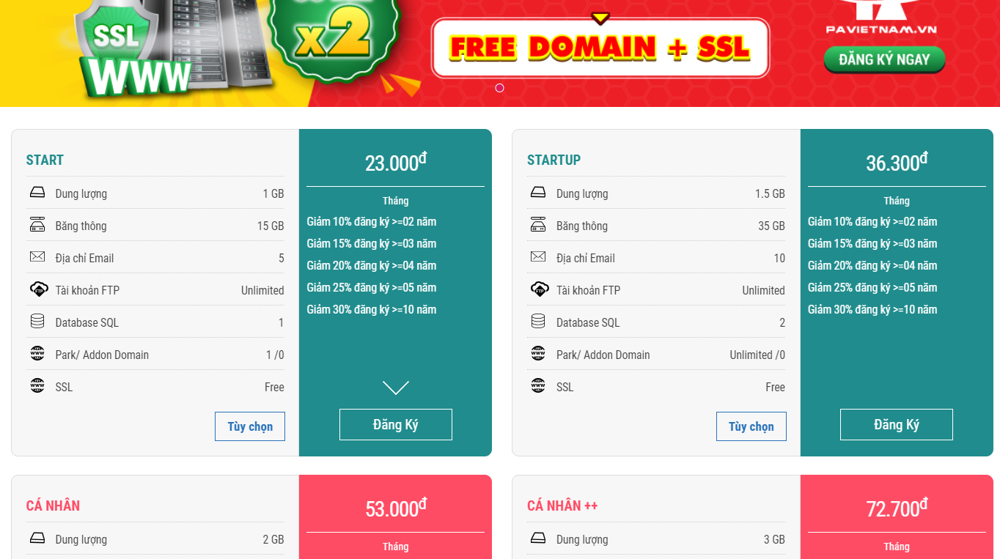 SSL
WWW
x2
FREE DOMAIN + SSL
PAVIETNAM.VN
ĐĂNG KÝ NGAY
START
Dung lượng 1 GB
Băng thông 15 GB
Địa chỉ Email 5
FTP Tài khoản FTP Unlimited
Database SQL 1
WWW Park/ Addon Domain 1 /0
WWW SSL Free
Tùy chọn
23.000đ
Tháng
Giảm 10% đăng ký >=02 năm
Giảm 15% đăng ký >=03 năm
Giảm 20% đăng ký >=04 năm
Giảm 25% đăng ký >=05 năm
Giảm 30% đăng ký >=10 năm
Đăng Ký
STARTUP
Dung lượng 1.5 GB
Băng thông 35 GB
Địa chỉ Email 10
FTP Tài khoản FTP Unlimited
Database SQL 2
WWW Park/ Addon Domain Unlimited /0
WWW SSL Free
Tùy chọn
36.300đ
Tháng
Giảm 10% đăng ký >=02 năm
Giảm 15% đăng ký >=03 năm
Giảm 20% đăng ký >=04 năm
Giảm 25% đăng ký >=05 năm
Giảm 30% đăng ký >=10 năm
Đăng Ký
CÁ NHÂN
Dung lượng 2 GB
53.000đ
Tháng
CÁ NHÂN ++
Dung lượng 3 GB
72.700đ
Tháng